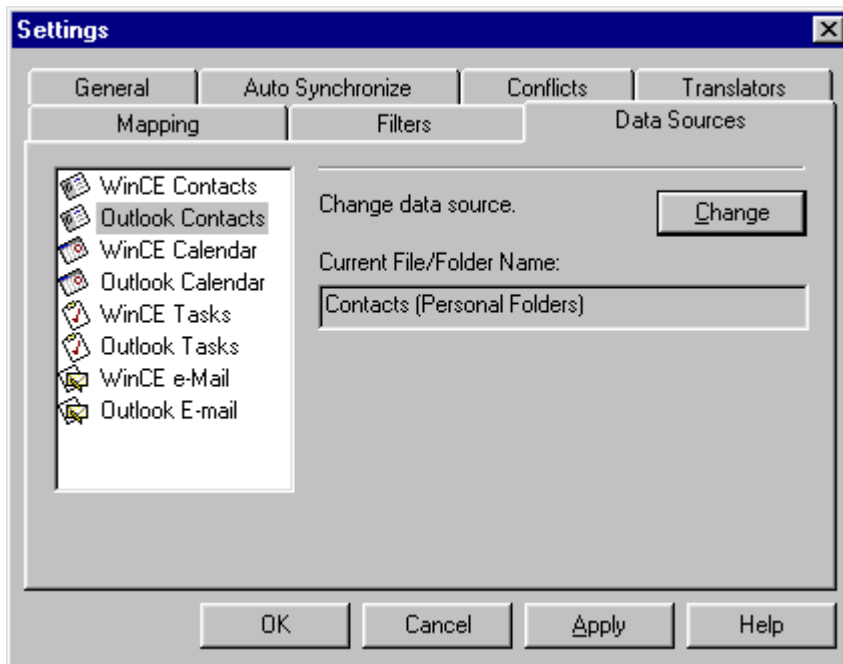 Settings
General Auto Synchronize Conflicts Translators
Mapping Filters Data Sources
WinCE Contacts
Outlook Contacts
WinCE Calendar
Outlook Calendar
WinCE Tasks
Outlook Tasks
WinCE e-Mail
Outlook E-mail
Change data source.
Change
Current File/Folder Name:
Contacts (Personal Folders)
OK Cancel Apply Help